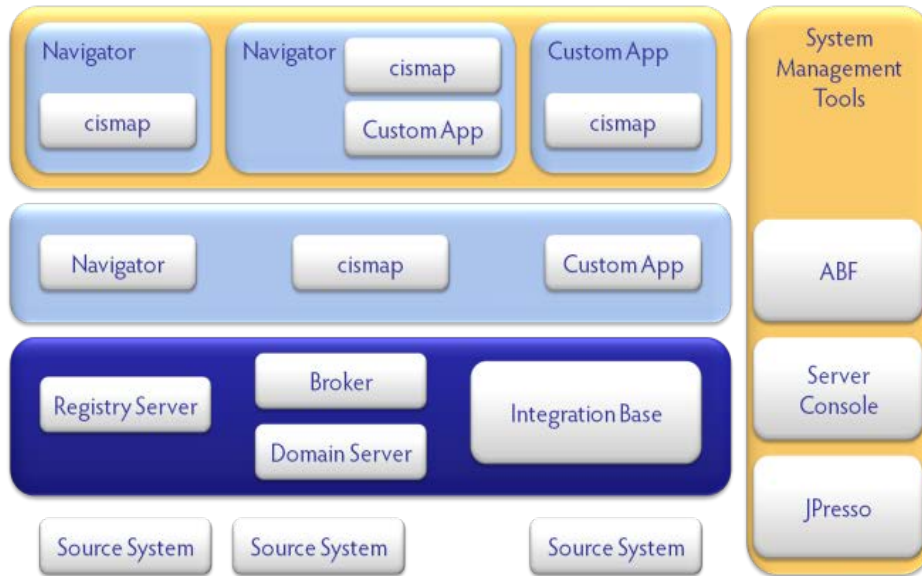 Navigator
cismap
Navigator
cismap
Custom App
Custom App
cismap
Navigator
cismap
Custom App
Registry Server
Broker
Domain Server
Integration Base
Source System
Source System
Source System
System
Management
Tools
ABF
Server
Console
JPresso